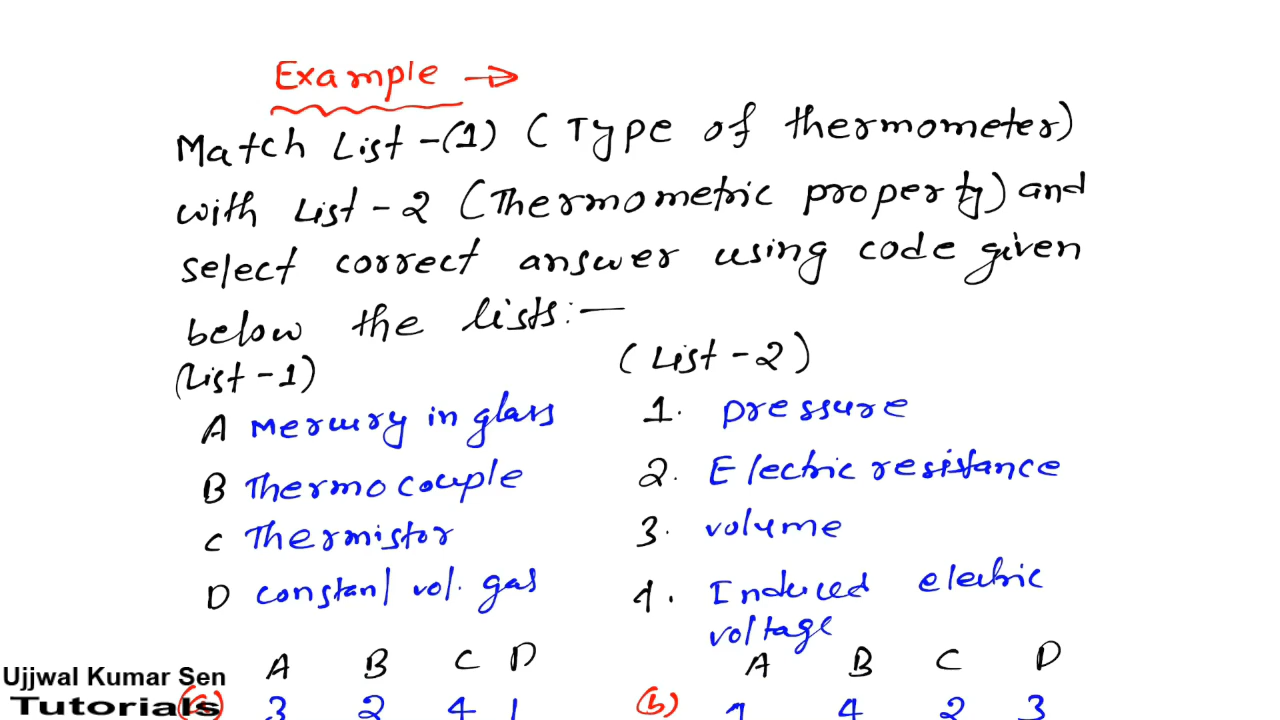 Example →
Match List-(1) (Type of thermometer)
with List-2 (Thermometric property) and
select correct answer using code given
below the lists:—
(List-1) (List-2)
A Mercury in glass 1. pressure
B Thermocouple 2. Electric resistance
C Thermistor 3. volume
D constant vol. gas 4. Induced electric
voltage
A B C D A B C D
Ujjwal Kumar Sen
Tutorials
(a) 3 2 4 1 (b) 4 2 3